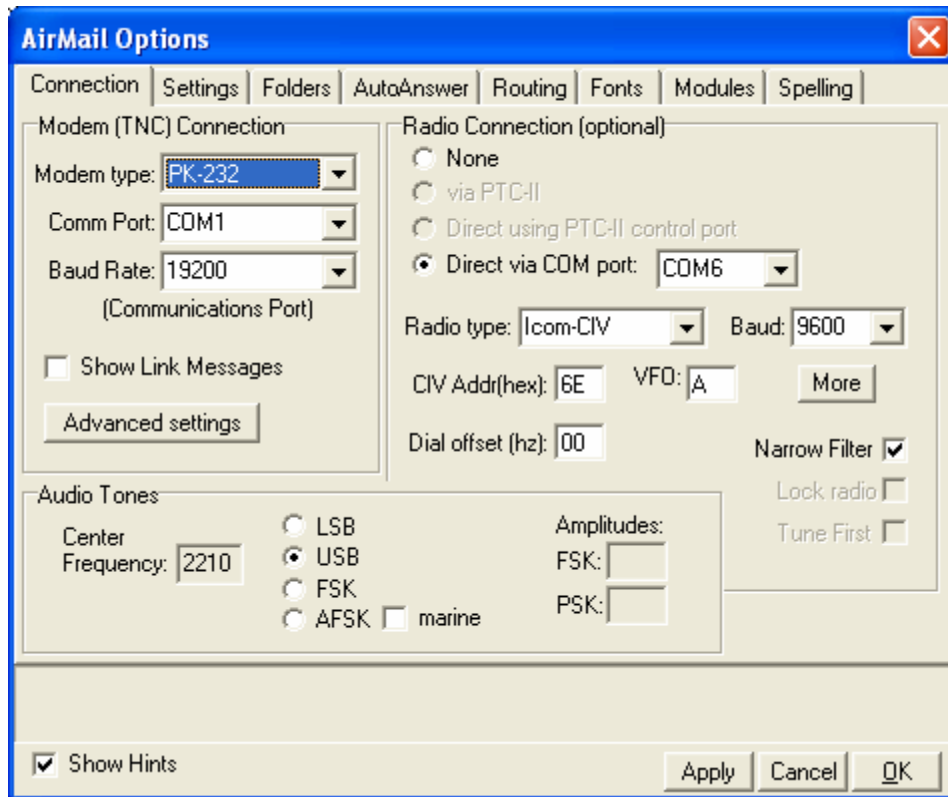 AirMail Options
Connection Settings Folders AutoAnswer Routing Fonts Modules Spelling
Modem (TNC) Connection
Modem type: PK-232
Comm Port: COM1
Baud Rate: 19200
(Communications Port)
Show Link Messages
Advanced settings
Radio Connection (optional)
None
via PTC-II
Direct using PTC-II control port
Direct via COM port: COM6
Radio type: Icom-CIV Baud: 9600
CIV Addr(hex): 6E VFO: A More
Dial offset (hz): 00
Narrow Filter
Lock radio
Tune First
Audio Tones
Center
Frequency: 2210
LSB
USB
FSK
AFSK marine
Amplitudes:
FSK:
PSK:
Show Hints
Apply Cancel OK